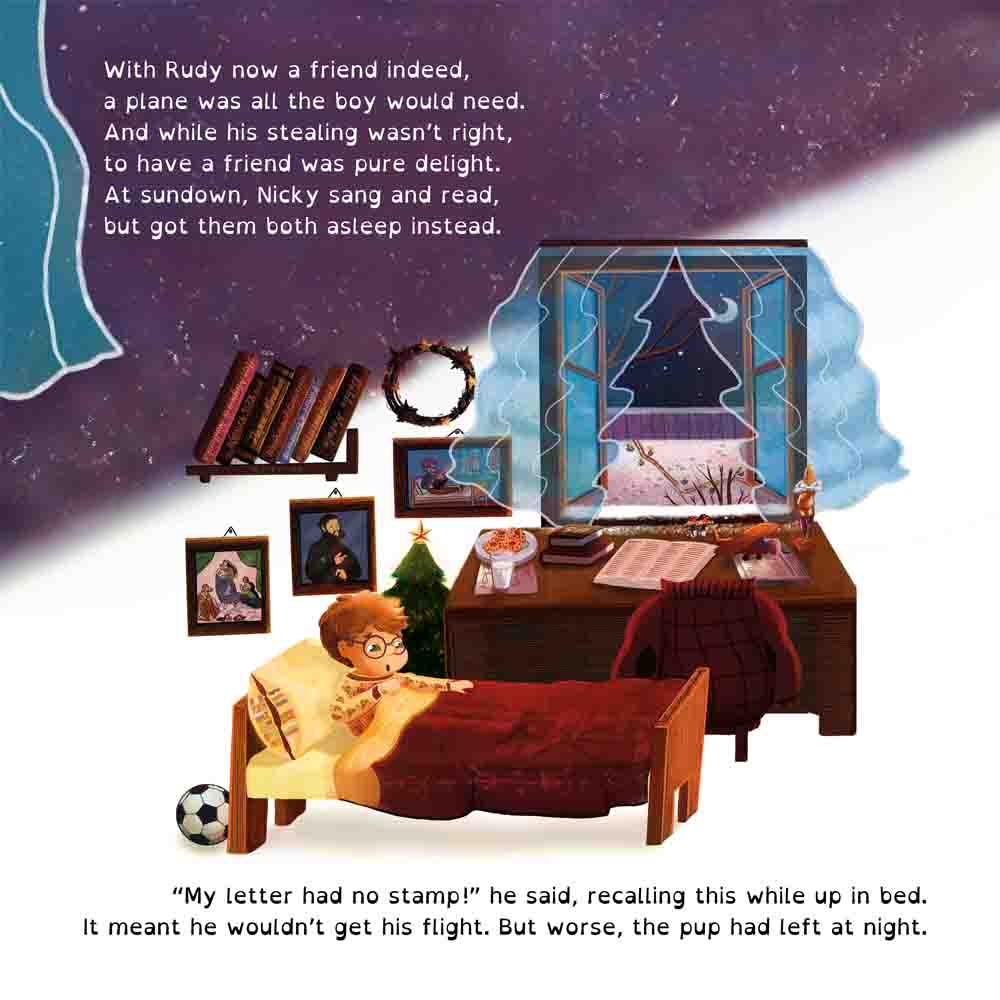 With Rudy now a friend indeed,
a plane was all the boy would need.
And while his stealing wasn’t right,
to have a friend was pure delight.
At sundown, Nicky sang and read,
but got them both asleep instead.
“My letter had no stamp!” he said, recalling this while up in bed.
It meant he wouldn’t get his flight. But worse, the pup had left at night.